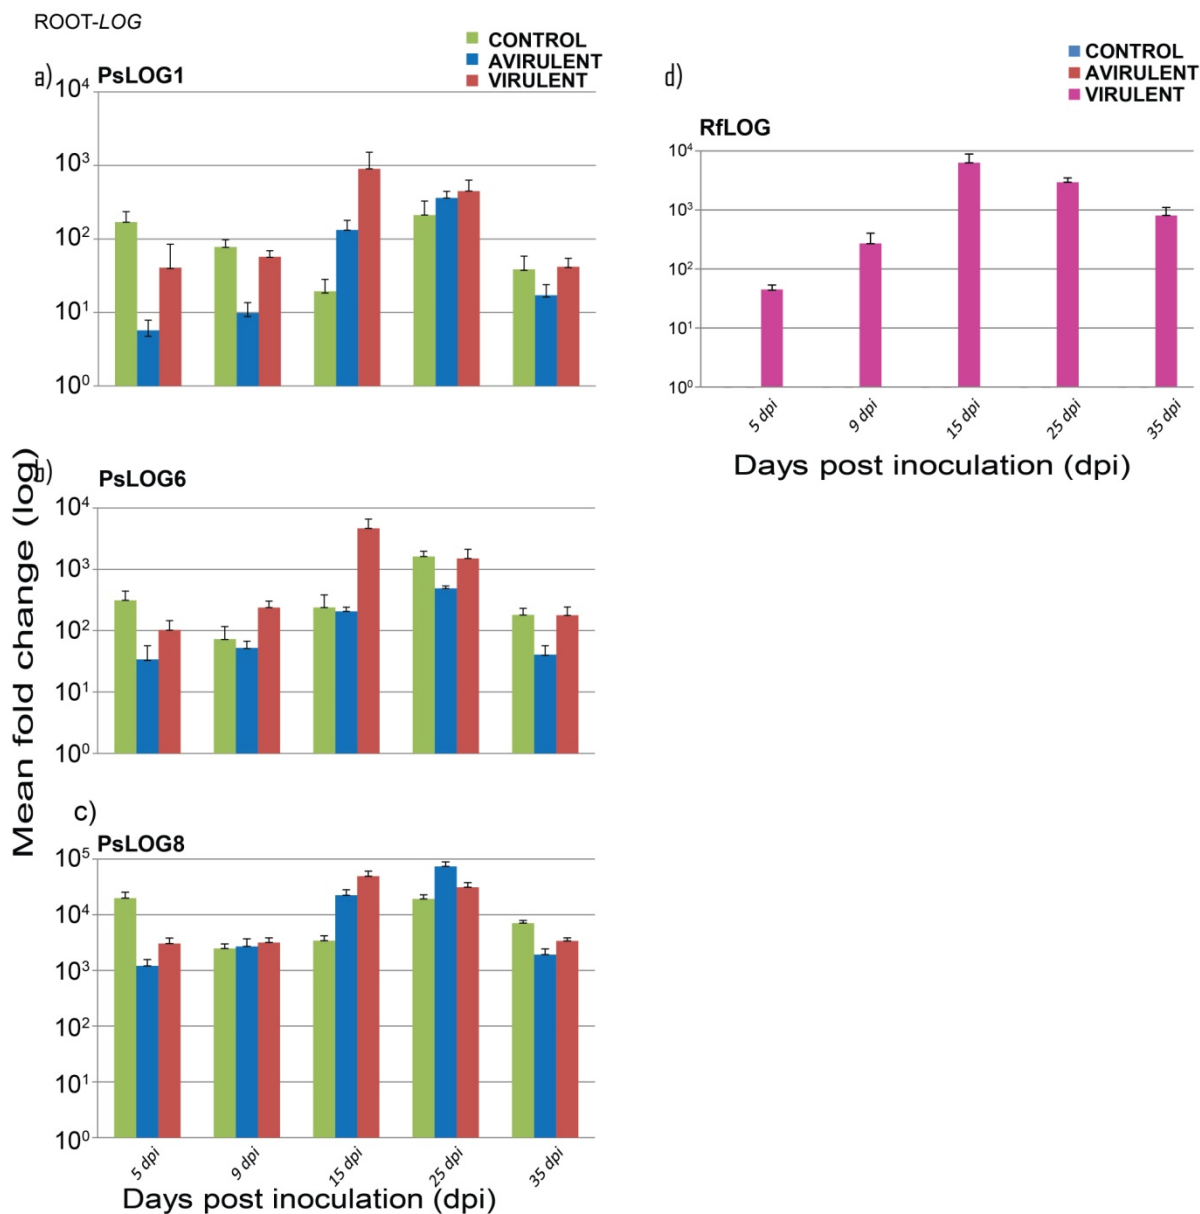 ROOT-LOG
CONTROL
AVIRULENT
VIRULENT
a)
PsLOG1
10⁴
10³
10²
10¹
10⁰
b)
PsLOG6
10⁴
10³
10²
10¹
10⁰
Mean fold change (log)
c)
PsLOG8
10⁵
10⁴
10³
10²
10¹
10⁰
5 dpi
9 dpi
15 dpi
25 dpi
35 dpi
Days post inoculation (dpi)
d)
CONTROL
AVIRULENT
VIRULENT
RfLOG
10⁴
10³
10²
10¹
10⁰
5 dpi
9 dpi
15 dpi
25 dpi
35 dpi
Days post inoculation (dpi)